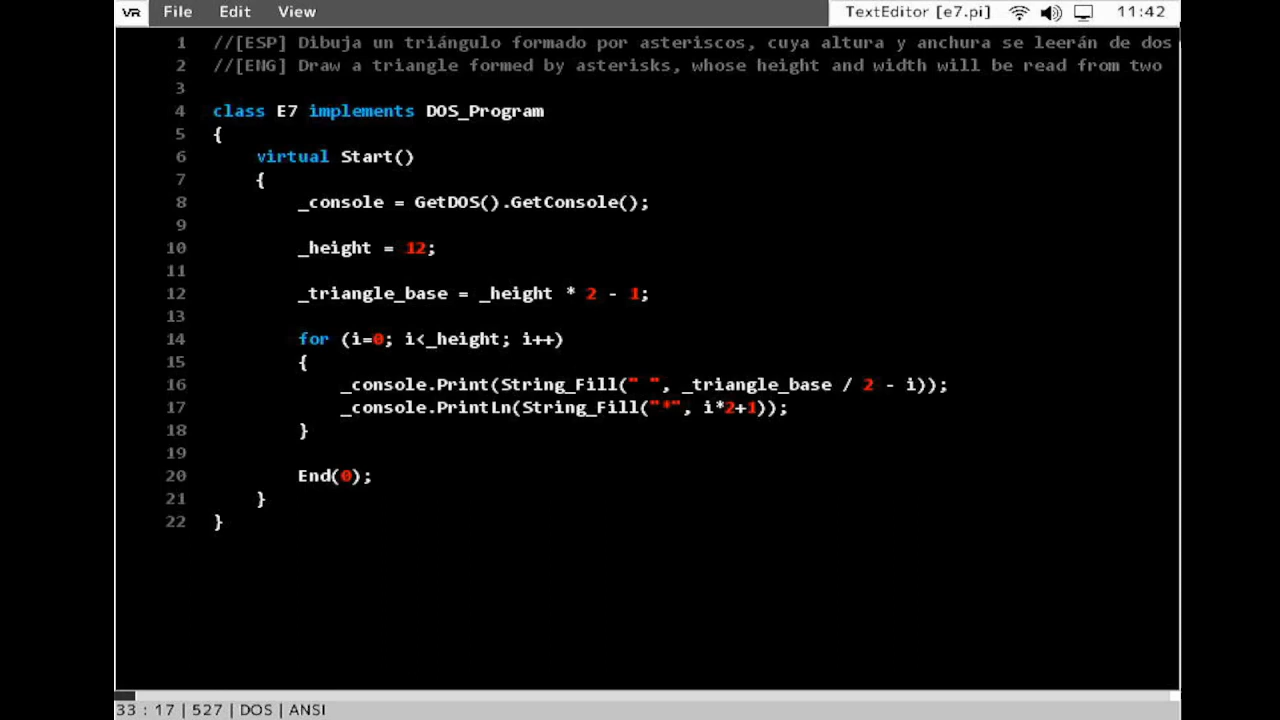 VR File Edit View TextEditor [e7.pi] 11:42
1 //[ESP] Dibuja un triángulo formado por asteriscos, cuya altura y anchura se leerán de dos
2 //[ENG] Draw a triangle formed by asterisks, whose height and width will be read from two
3
4 class E7 implements DOS_Program
5 {
6 virtual Start()
7 {
8 _console = GetDOS().GetConsole();
9
10 _height = 12;
11
12 _triangle_base = _height * 2 - 1;
13
14 for (i=0; i<_height; i++)
15 {
16 _console.Print(String_Fill(" ", _triangle_base / 2 - i));
17 _console.PrintLn(String_Fill("*", i*2+1));
18 }
19
20 End(0);
21 }
22 }
33 : 17 | 527 | DOS | ANSI